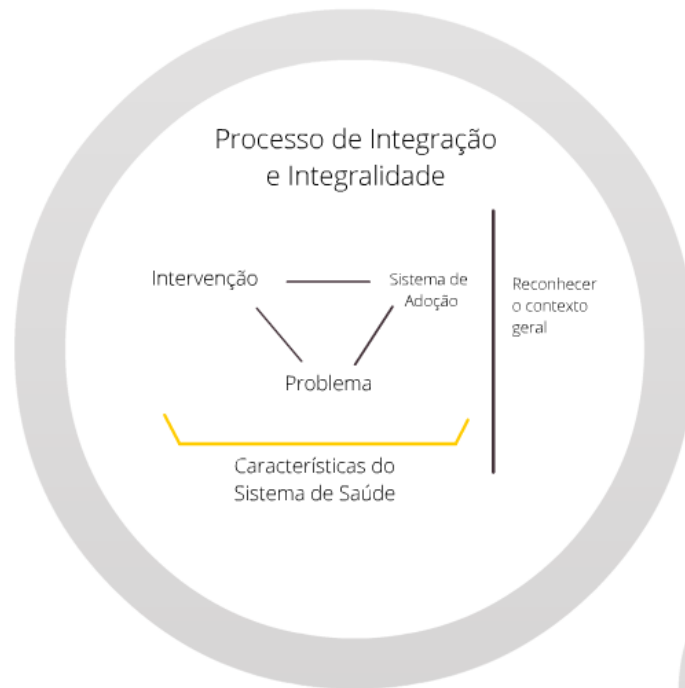 Processo de Integração
e Integralidade
Intervenção
Sistema de
Adoção
Reconhecer
o contexto
geral
Problema
Características do
Sistema de Saúde